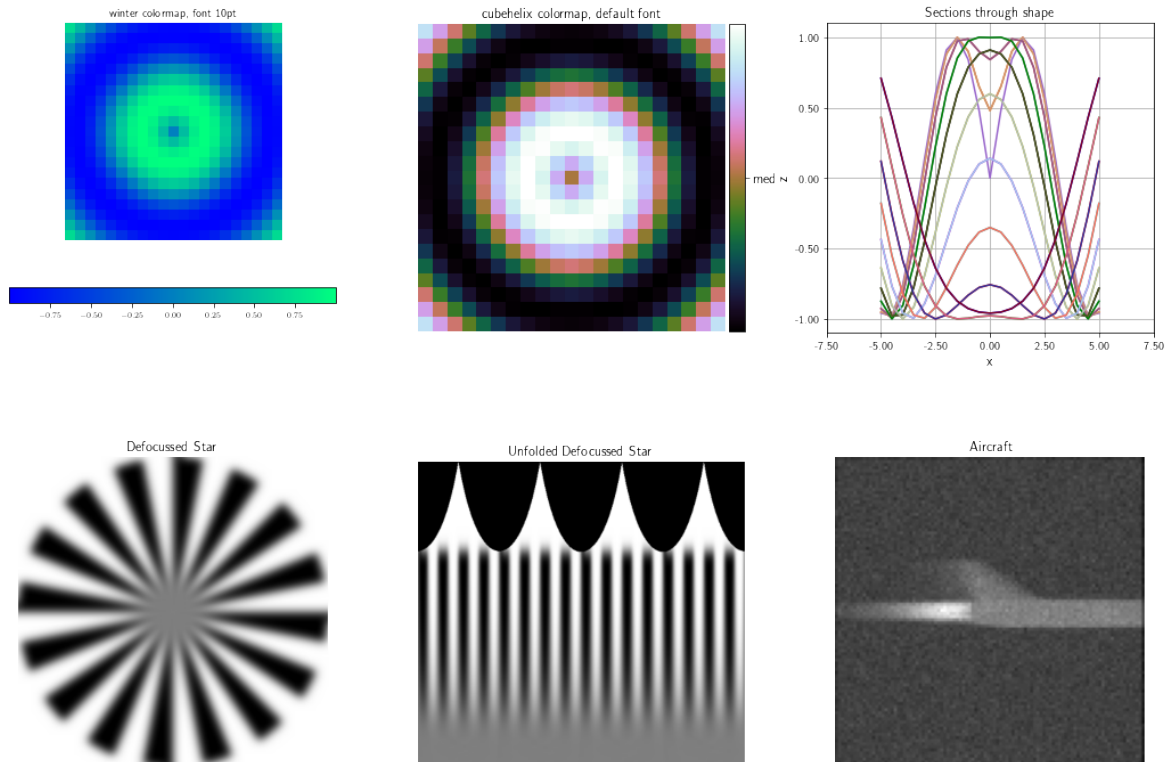 winter colormap, font 10pt
−0.75 −0.50 −0.25 0.00 0.25 0.50 0.75
cubehelix colormap, default font
med
z
Sections through shape
1.00
0.50
0.00
-0.50
-1.00
-7.50 -5.00 -2.50 0.00 2.50 5.00 7.50
x
Defocussed Star
Unfolded Defocussed Star
Aircraft